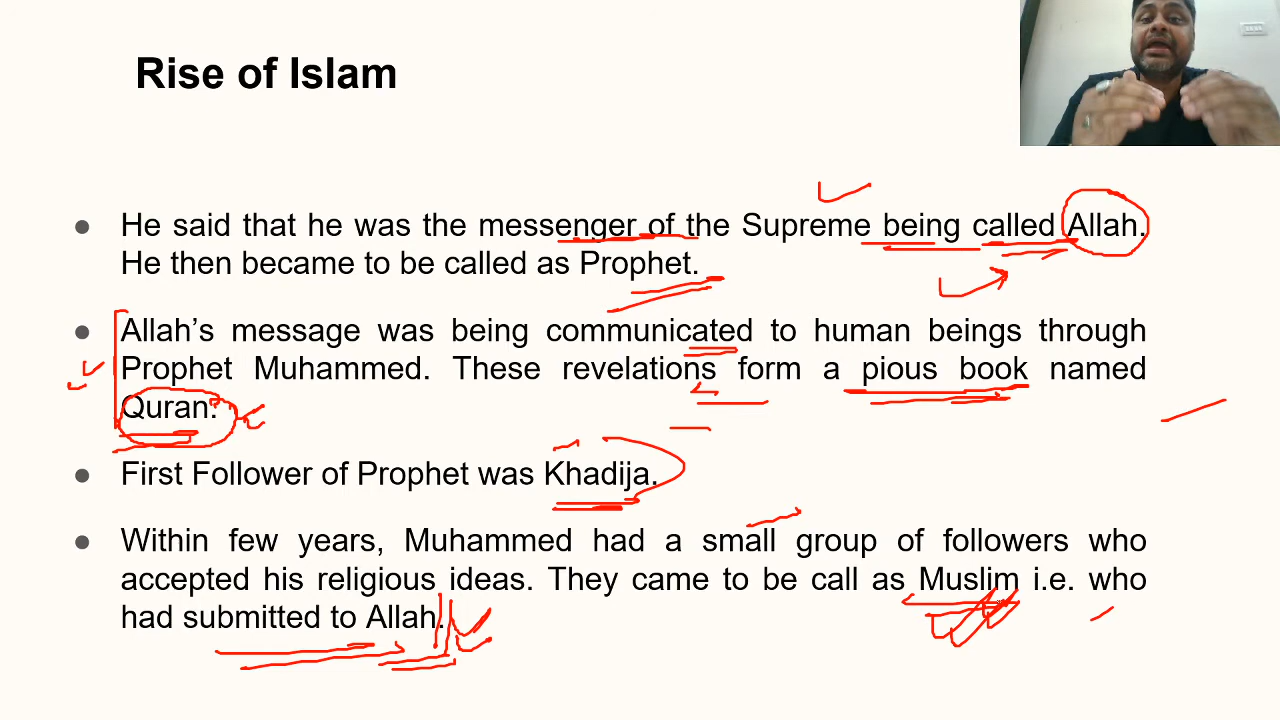 Rise of Islam
● He said that he was the messenger of the Supreme being called Allah.
He then became to be called as Prophet.
● Allah's message was being communicated to human beings through
Prophet Muhammed. These revelations form a pious book named
Quran.
● First Follower of Prophet was Khadija.
● Within few years, Muhammed had a small group of followers who
accepted his religious ideas. They came to be call as Muslim i.e. who
had submitted to Allah.